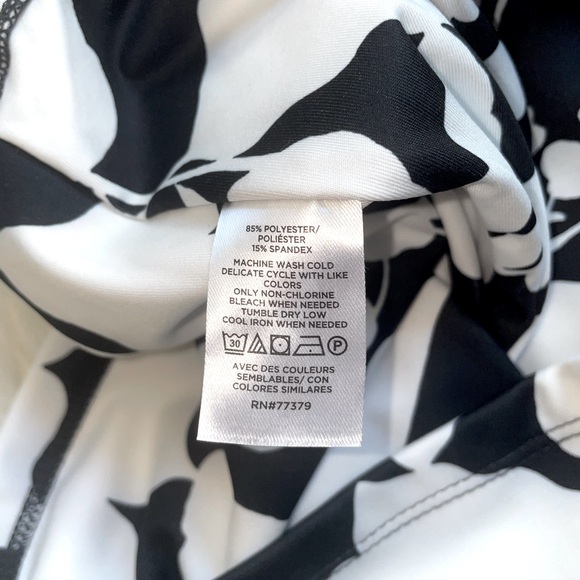 85% POLYESTER/
POLIÉSTER
15% SPANDEX
MACHINE WASH COLD
DELICATE CYCLE WITH LIKE
COLORS
ONLY NON-CHLORINE
BLEACH WHEN NEEDED
TUMBLE DRY LOW
COOL IRON WHEN NEEDED
30 P
AVEC DES COULEURS
SEMBLABLES/ CON
COLORES SIMILARES
RN#77379